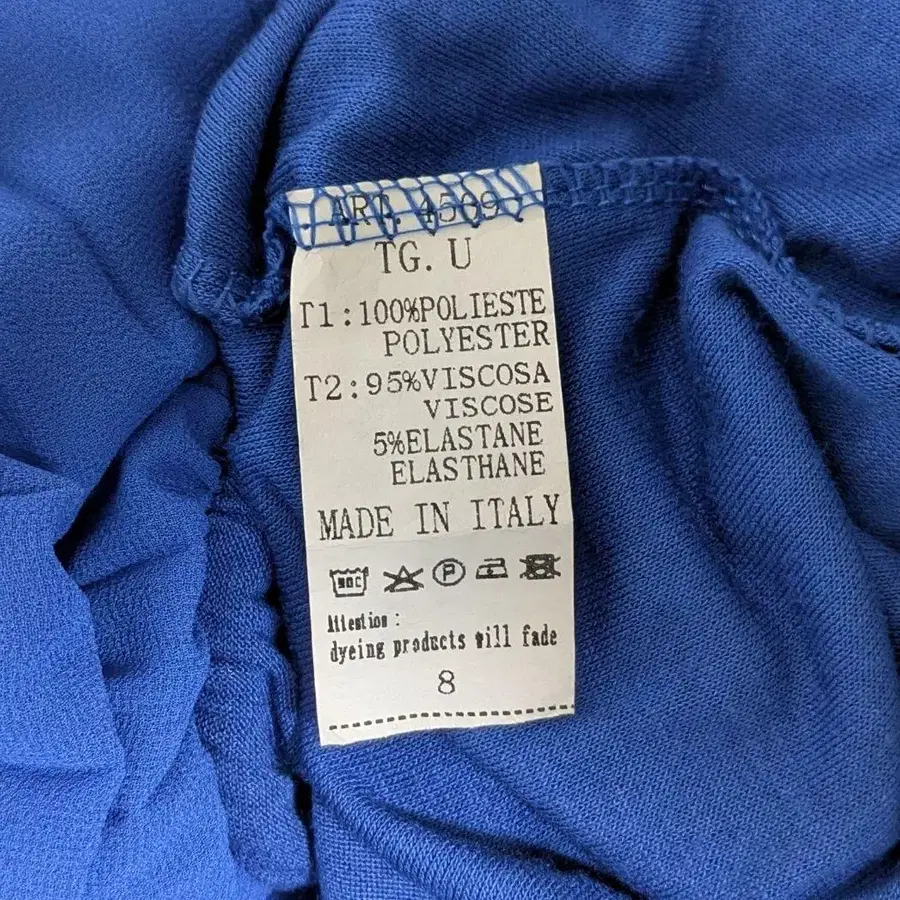 ART. 4509
TG. U
T1:100%POLIESTE
POLYESTER
T2:95%VISCOSA
VISCOSE
5%ELASTANE
ELASTHANE
MADE IN ITALY
P
Attention:
dyeing products will fade
8